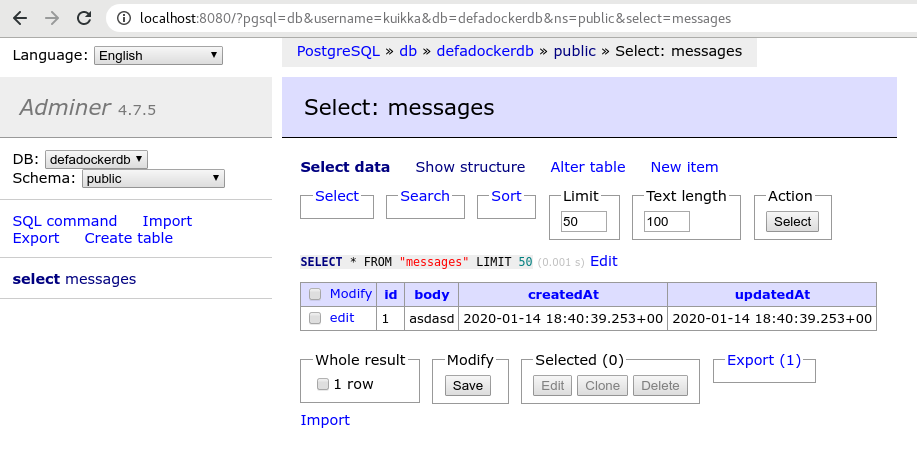 localhost:8080/?pgsql=db&username=kuikka&db=defadockerdb&ns=public&select=messages
Language: English
PostgreSQL » db » defadockerdb » public » Select: messages
Adminer 4.7.5
Select: messages
DB: defadockerdb
Schema: public
Select data Show structure Alter table New item
Select Search Sort Limit Text length Action
50 100 Select
SQL command Import
Export Create table
SELECT * FROM "messages" LIMIT 50 (0.001 s) Edit
select messages
Modify id body createdAt updatedAt
edit 1 asdasd 2020-01-14 18:40:39.253+00 2020-01-14 18:40:39.253+00
Whole result Modify Selected (0) Export (1)
1 row Save Edit Clone Delete
Import